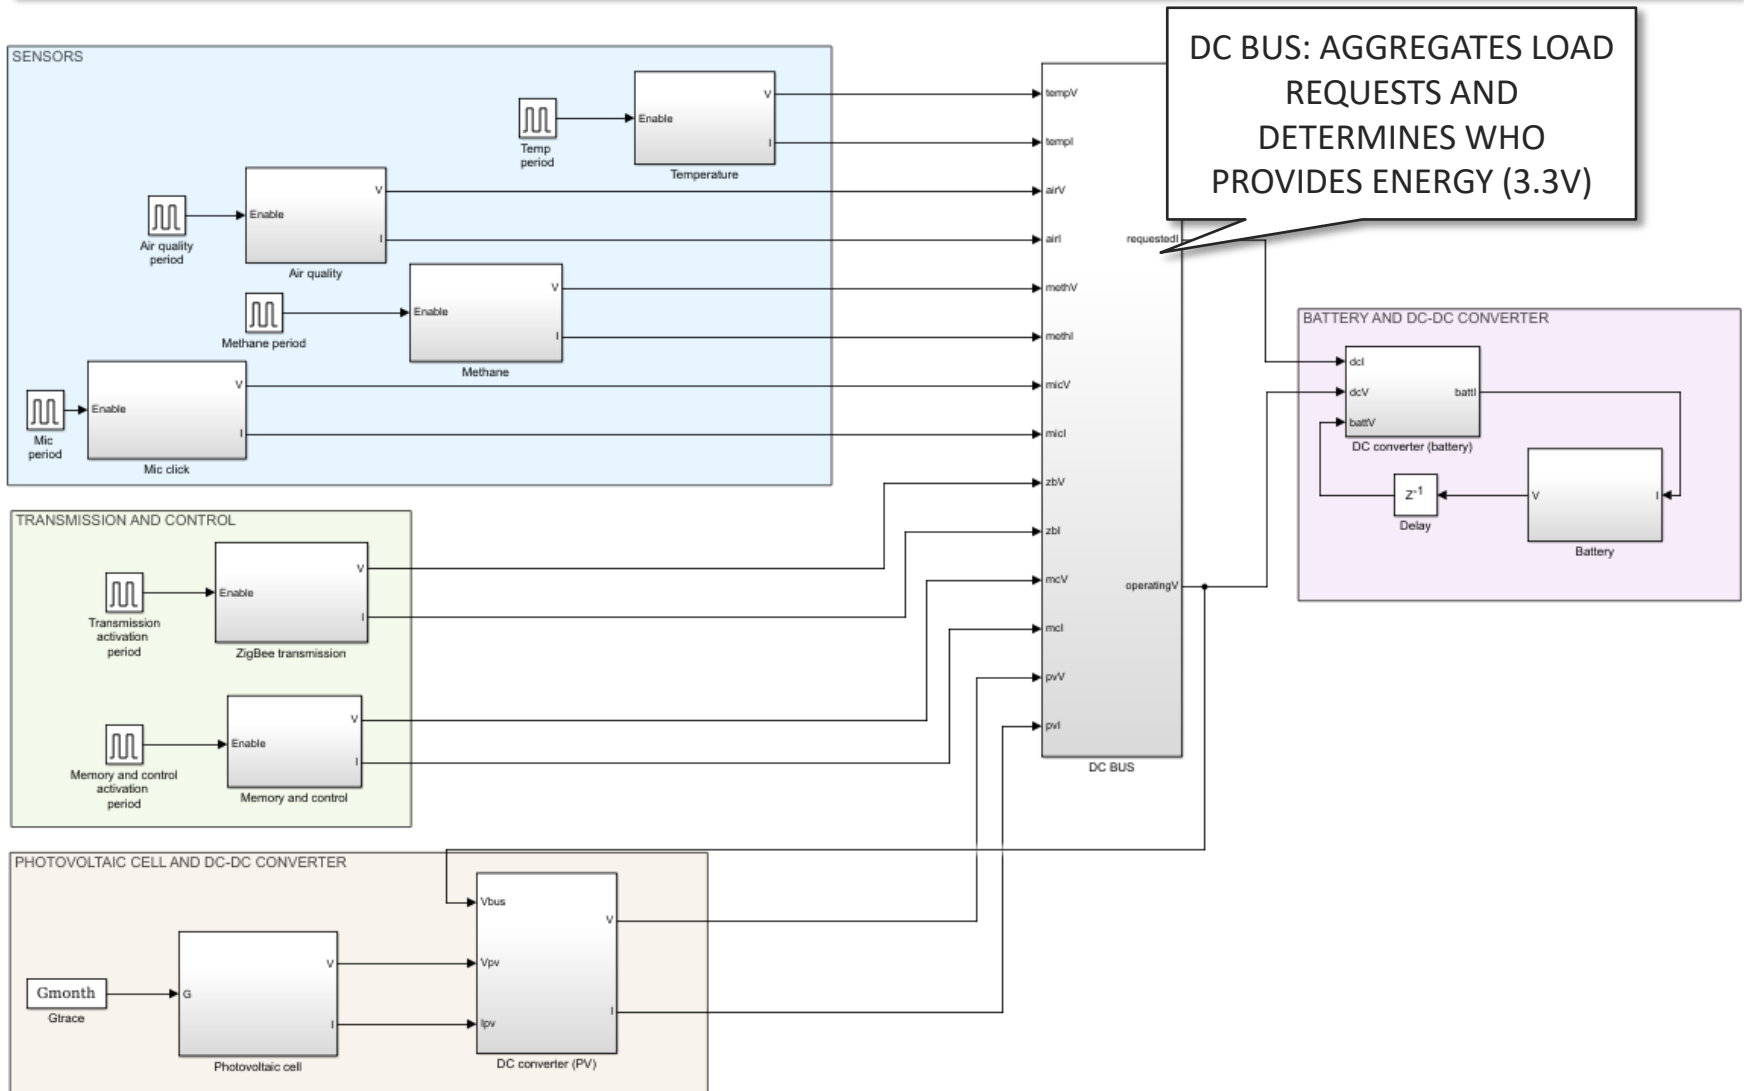 DC BUS: AGGREGATES LOAD
REQUESTS AND
DETERMINES WHO
PROVIDES ENERGY (3.3V)
SENSORS
Temp
period
Enable
V
I
Temperature
Air quality
period
Enable
V
I
Air quality
Methane period
Enable
V
I
Methane
Mic
period
Enable
V
I
Mic click
TRANSMISSION AND CONTROL
Transmission
activation
period
Enable
V
I
ZigBee transmission
Memory and control
activation
period
Enable
V
I
Memory and control
PHOTOVOLTAIC CELL AND DC-DC CONVERTER
Gmonth
Gtrace
G
V
I
Photovoltaic cell
Vbus
Vpv
Ipv
V
I
DC converter (PV)
tempV
tempI
airV
airI
methV
methI
micV
micI
zbV
zbI
mcV
mcI
pvV
pvI
requestedI
operatingV
DC BUS
BATTERY AND DC-DC CONVERTER
dcI
dcV
battV
battI
DC converter (battery)
Z-1
Delay
V
I
Battery